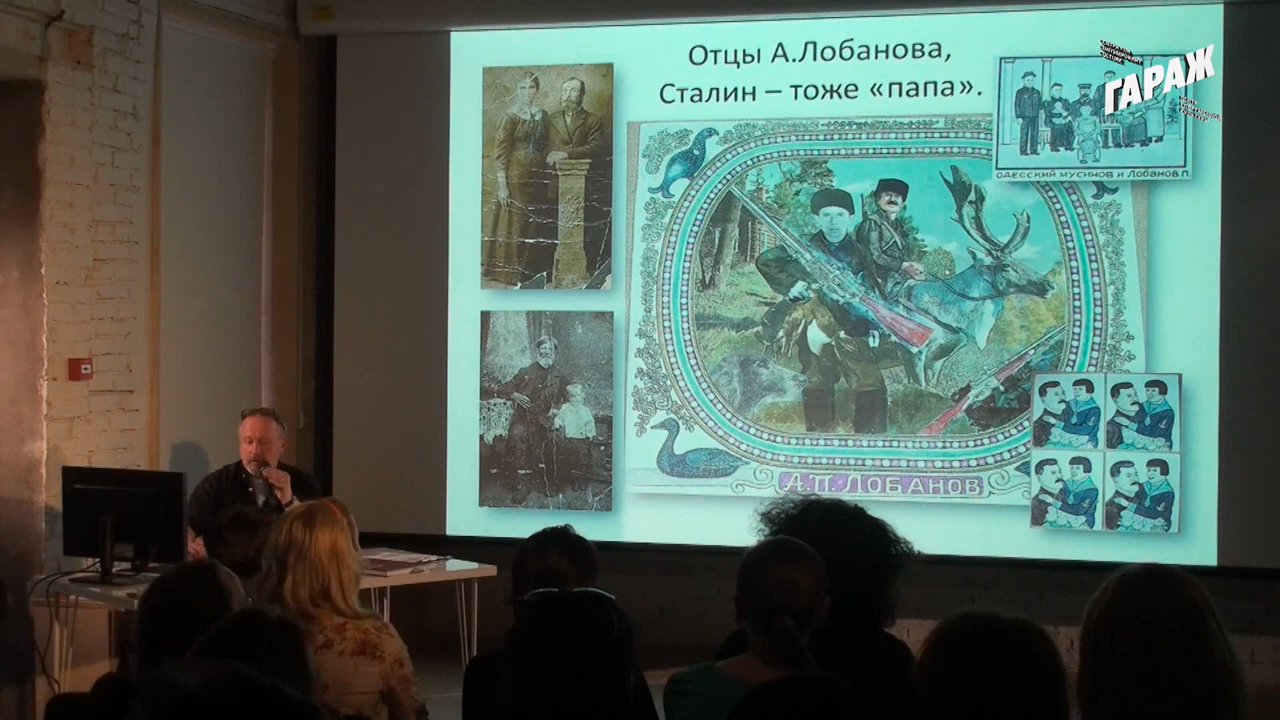 Отцы А.Лобанова,
Сталин – тоже «папа».
ГАРАЖ
ОДЕССКИЙ МУСИНОВ И ЛОБАНОВ П.
А.П.ЛОБАНОВ